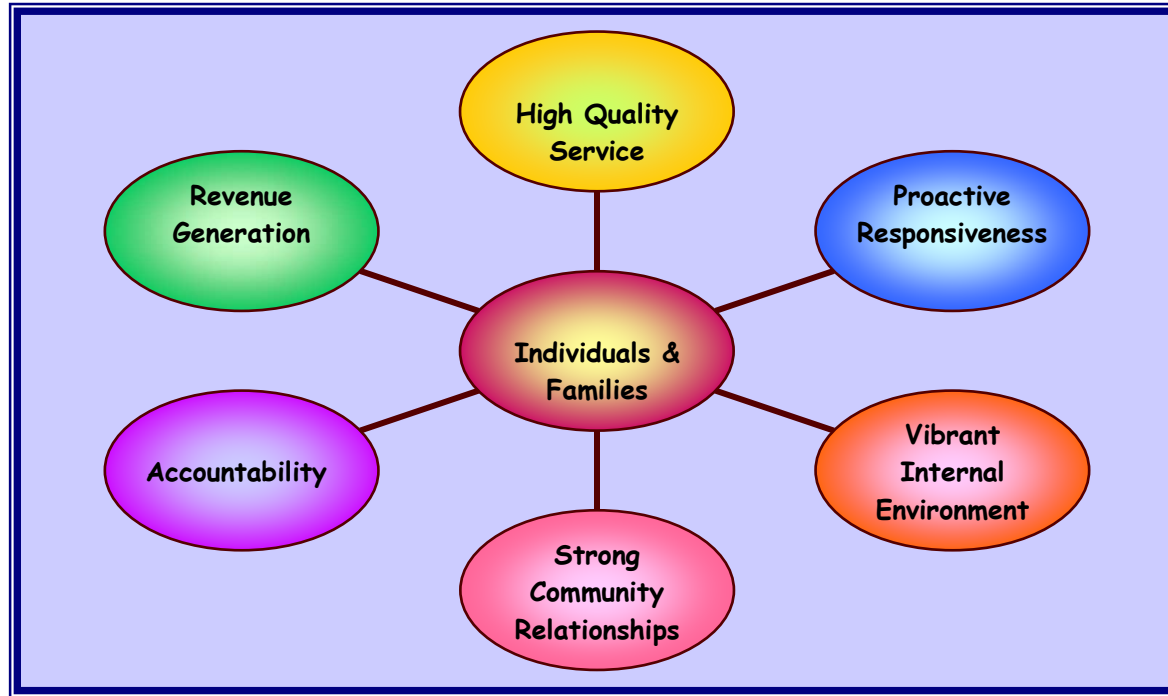 High Quality
Service
Revenue
Generation
Proactive
Responsiveness
Individuals &
Families
Accountability
Vibrant
Internal
Environment
Strong
Community
Relationships